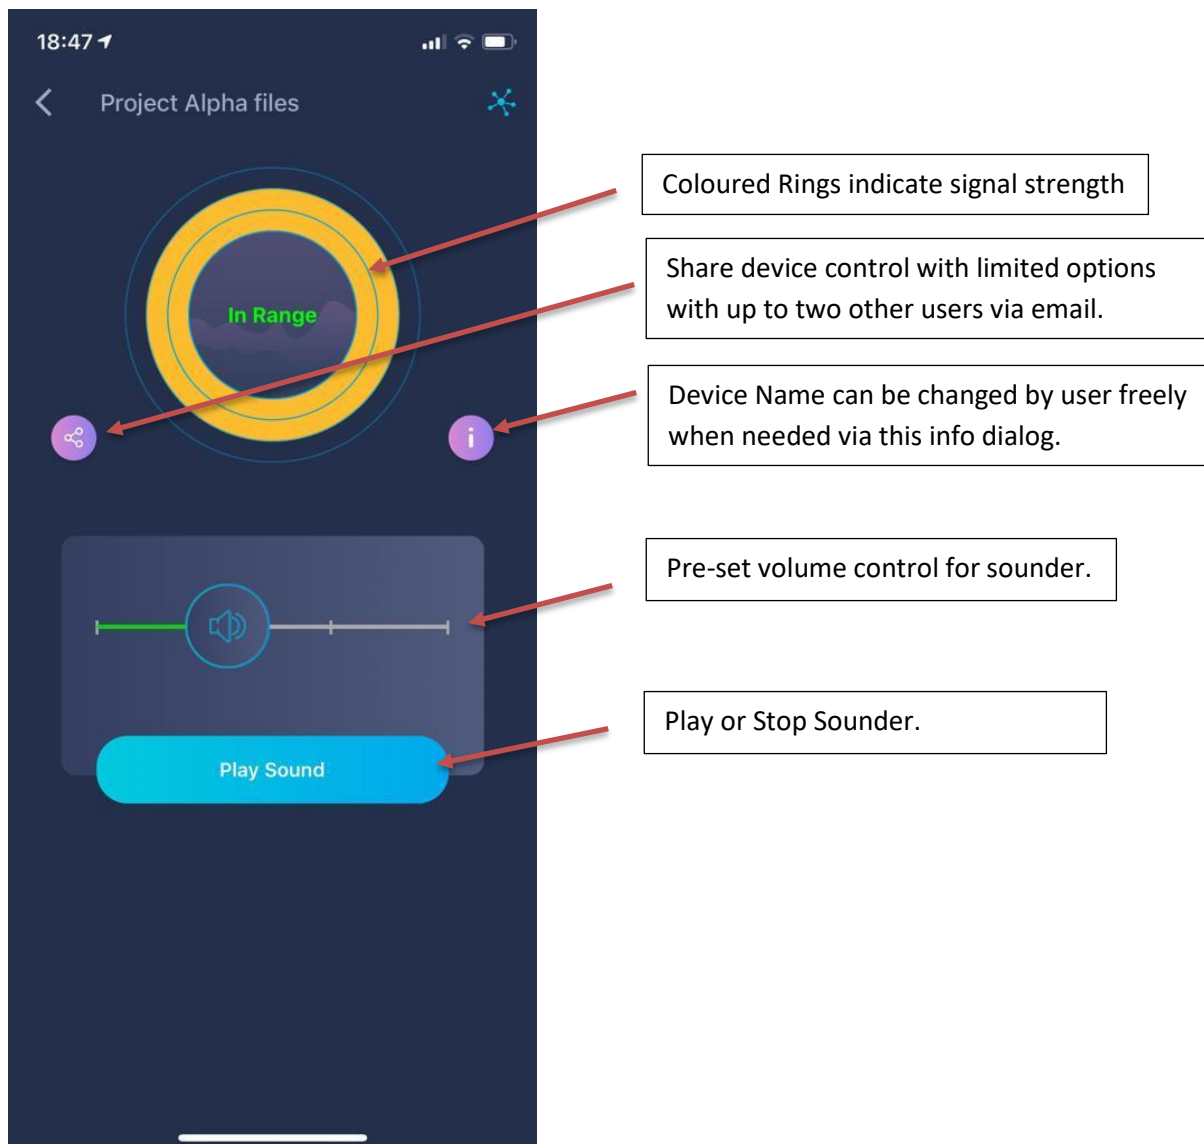 18:47
Project Alpha files
Coloured Rings indicate signal strength
Share device control with limited options
with up to two other users via email.
In Range
Device Name can be changed by user freely
when needed via this info dialog.
i
Pre-set volume control for sounder.
Play or Stop Sounder.
Play Sound